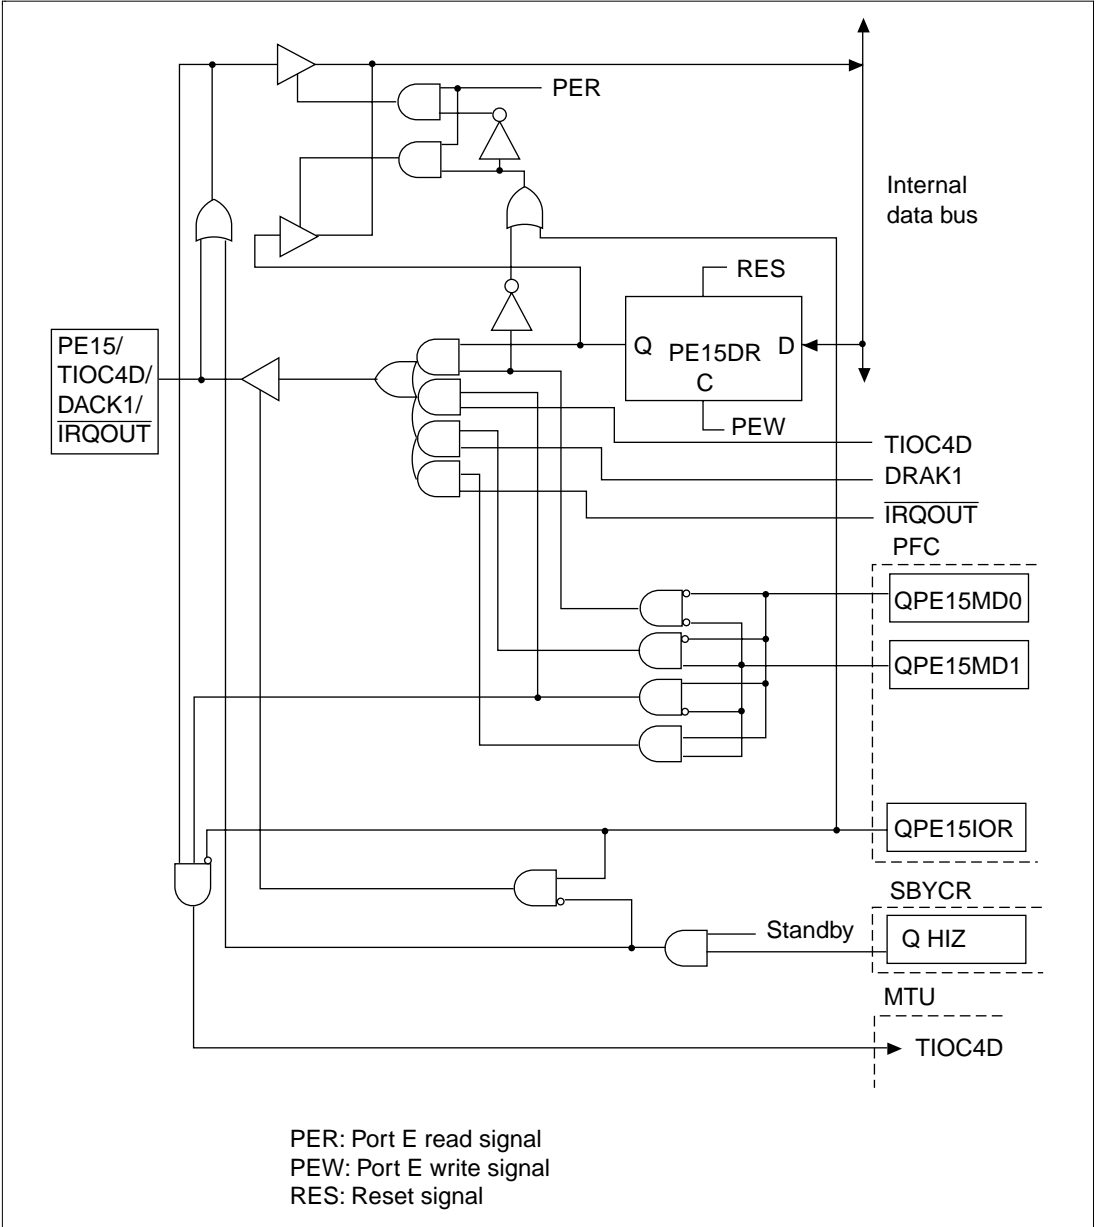 PER
Internal
data bus
RES
PE15/
TIOC4D/
DACK1/
IRQOUT
Q PE15DR D
C
PEW
TIOC4D
DRAK1
IRQOUT
PFC
QPE15MD0
QPE15MD1
QPE15IOR
SBYCR
Standby
Q HIZ
MTU
TIOC4D
PER: Port E read signal
PEW: Port E write signal
RES: Reset signal